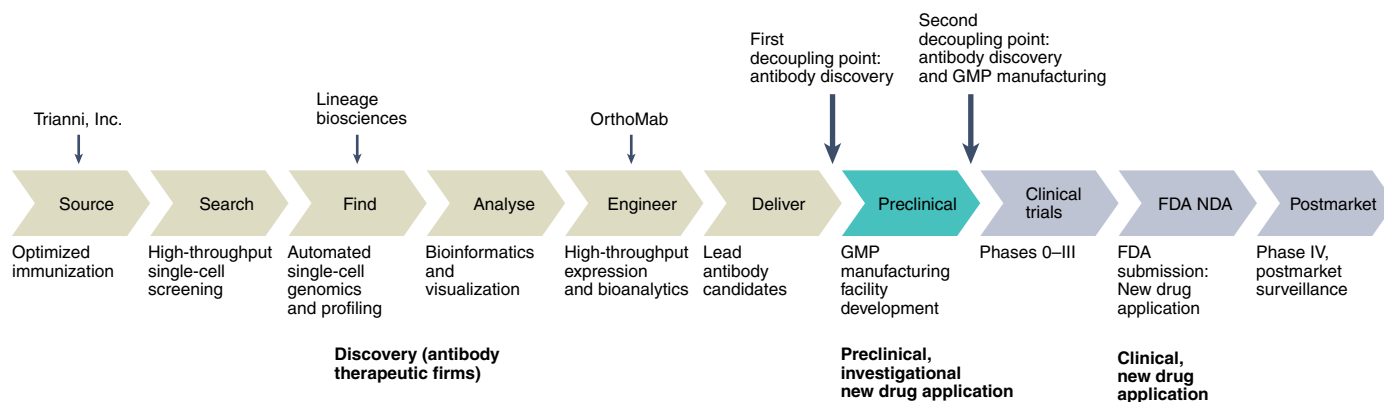 First
decoupling point:
antibody discovery
Second
decoupling point:
antibody discovery
and GMP manufacturing
Trianni, Inc.
Lineage
biosciences
OrthoMab
Source
Search
Find
Analyse
Engineer
Deliver
Preclinical
Clinical
trials
FDA NDA
Postmarket
Optimized
immunization
High-throughput
single-cell
screening
Automated
single-cell
genomics
and profiling
Bioinformatics
and
visualization
High-throughput
expression
and bioanalytics
Lead
antibody
candidates
GMP
manufacturing
facility
development
Phases 0–III
FDA
submission:
New drug
application
Phase IV,
postmarket
surveillance
Discovery (antibody
therapeutic firms)
Preclinical,
investigational
new drug application
Clinical,
new drug
application